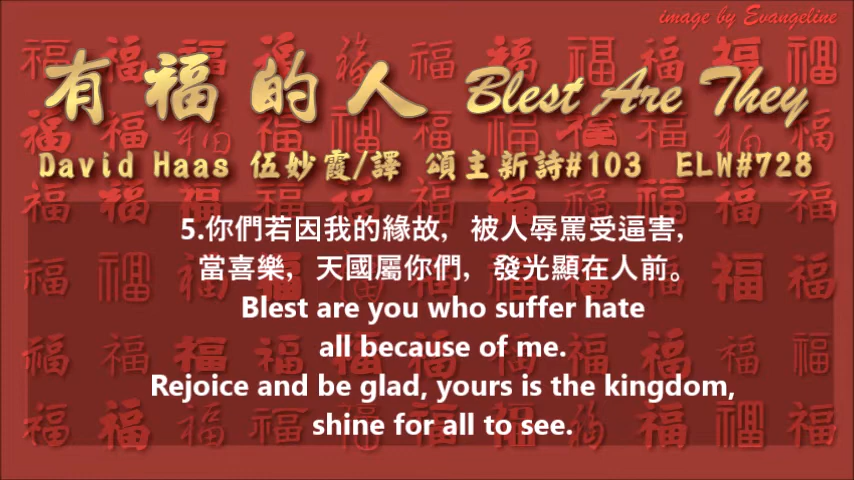 image by Evangeline
有福的人 Blest Are They
David Haas 伍妙霞/譯 頌主新詩#103 ELW#728
5.你們若因我的緣故，被人辱罵受逼害，
當喜樂，天國屬你們，發光顯在人前。
Blest are you who suffer hate
all because of me.
Rejoice and be glad, yours is the kingdom,
shine for all to see.